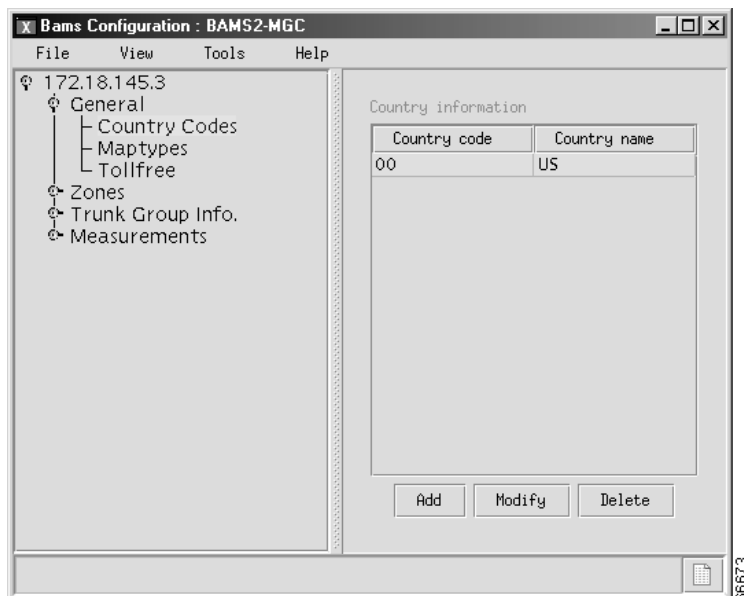 Bams Configuration : BAMS2-MGC
File View Tools Help
172.18.145.3
General
Country Codes
Maptypes
Tollfree
Zones
Trunk Group Info.
Measurements
Country information
Country code Country name
00 US
Add Modify Delete
66673